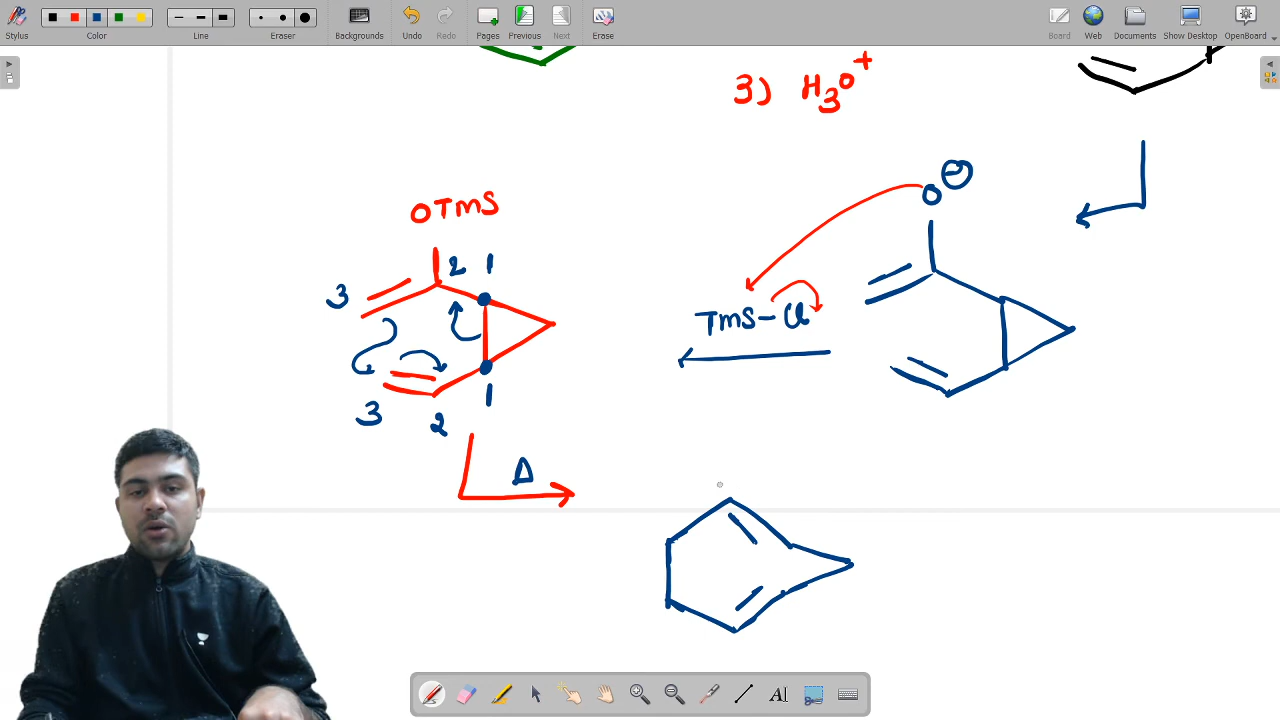 Stylus Color Line Eraser Backgrounds Undo Redo Pages Previous Next Erase Board Web Documents Show Desktop OpenBoard
3) H3O+
O⊖
OTMS
2 1
3
TMS-Cl
3 2 1
Δ
AI